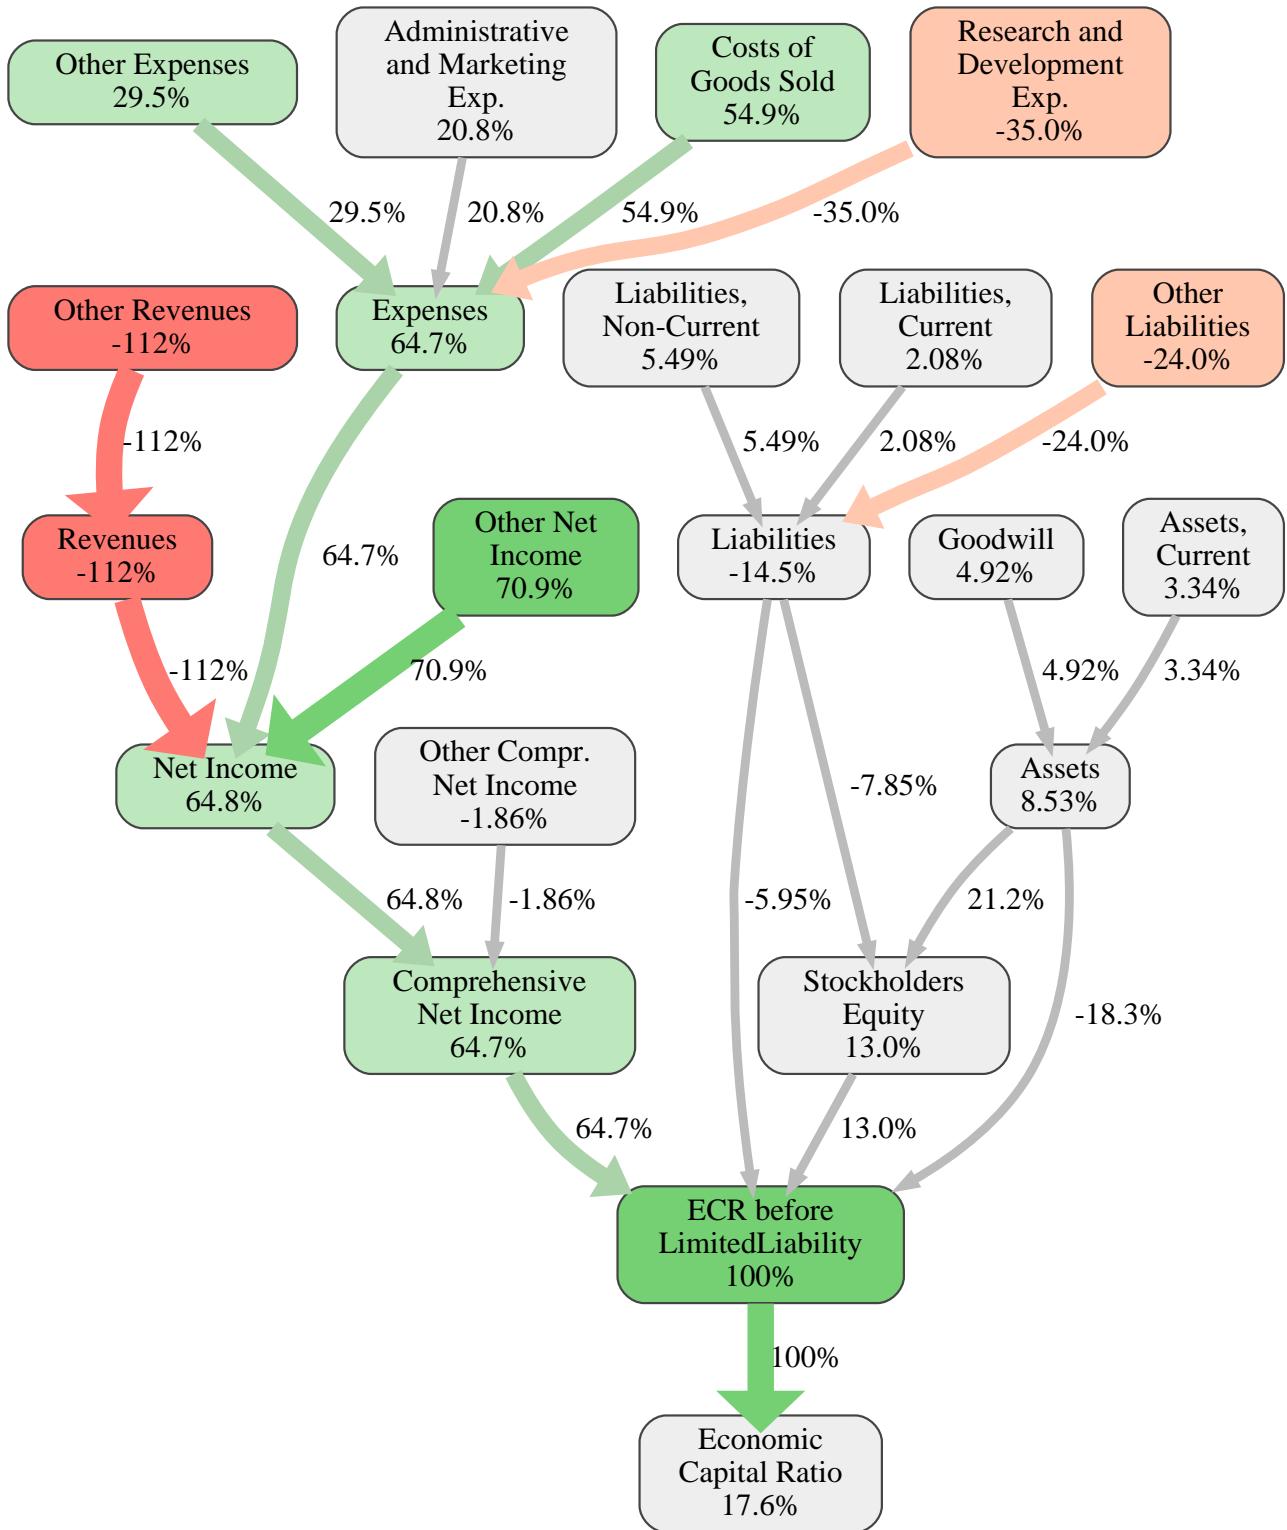 Other Expenses
29.5%
Administrative
and Marketing
Exp.
20.8%
Costs of
Goods Sold
54.9%
Research and
Development
Exp.
-35.0%
29.5%
20.8%
54.9%
-35.0%
Other Revenues
-112%
Expenses
64.7%
Liabilities,
Non-Current
5.49%
Liabilities,
Current
2.08%
Other
Liabilities
-24.0%
-112%
5.49%
2.08%
-24.0%
Revenues
-112%
64.7%
Other Net
Income
70.9%
Liabilities
-14.5%
Goodwill
4.92%
Assets,
Current
3.34%
-112%
70.9%
4.92%
3.34%
Net Income
64.8%
Other Compr.
Net Income
-1.86%
-7.85%
Assets
8.53%
64.8%
-1.86%
-5.95%
21.2%
Comprehensive
Net Income
64.7%
Stockholders
Equity
13.0%
-18.3%
64.7%
13.0%
ECR before
LimitedLiability
100%
100%
Economic
Capital Ratio
17.6%